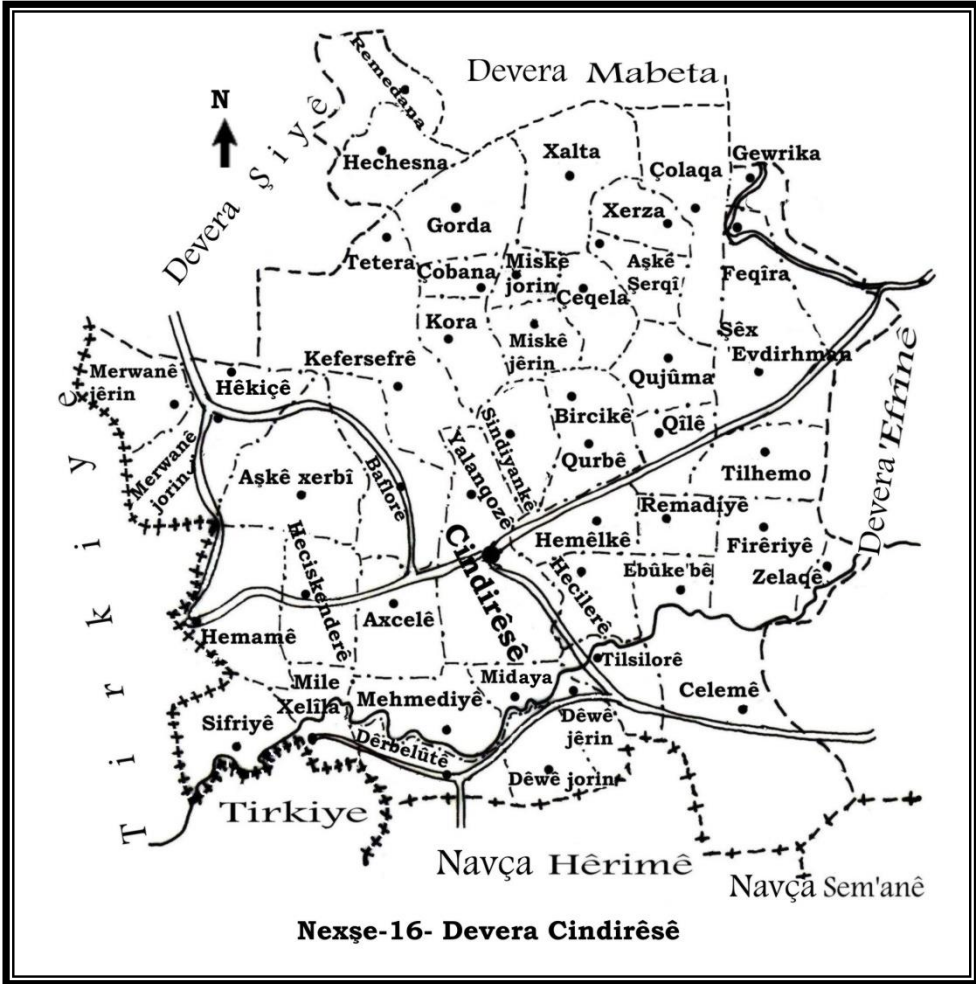 Devera Mabeta
Remedana
N
Devera Şiyê
Hechesna
Xalta
Gewrika
Çolaqa
Xerza
Gorda
Tetera
Çobana
Miskê
jorin
Çeqela
Aşkê
Şerqî
Feqîra
Kora
Miskê
jêrin
Şêx
'Evdirhman
Kefersefrê
Qujûma
Merwanê
jêrin
Hêkiçê
Bircikê
Sindiyankê
Qîlê
Merwanê
jorin
Yalanqozê
Qurbê
Tilhemo
Aşkê xerbî
Baflorê
Devera 'Efrînê
Remadiyê
Cindirêsê
Hemêlkê
Firêriyê
Heciskenderê
Hecilerê
Ebûke'bê
Zelaqê
Axcelê
Hemamê
Tilsilorê
Tirkiye
Mile
Xelîla
Mehmediyê
Midaya
Celemê
Sifriyê
Dêrbelûtê
Dêwê
jêrin
Dêwê jorin
Tirkiye
Navça Hêrimê
Navça Sem'anê
Nexşe-16- Devera Cindirêsê